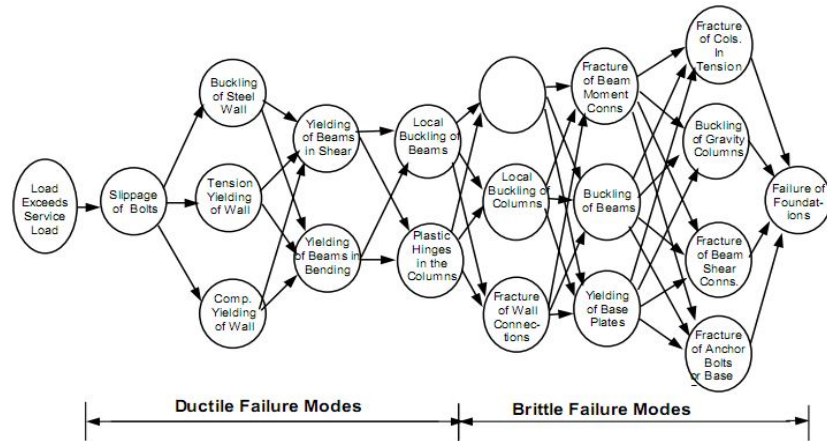 Load
Exceeds
Service
Load
Slippage
of Bolts
Buckling
of Steel
Wall
Tension
Yielding
of Wall
Comp.
Yielding
of Wall
Yielding
of Beams
in Shear
Yielding
of Beams in
Bending
Local
Buckling of
Beams
Plastic
Hinges in
the Columns
Local
Buckling of
Columns
Fracture
of Wall
Connec-
tions
Fracture
of Beam
Moment
Conns
Buckling
of Beams
Yielding
of Base
Plates
Fracture
of Cols.
In
Tension
Buckling
of Gravity
Columns
Fracture
of Beam
Shear
Conns.
Fracture
of Anchor
Bolts
or Base
Failure of
Foundat-
ions
Ductile Failure Modes
Brittle Failure Modes